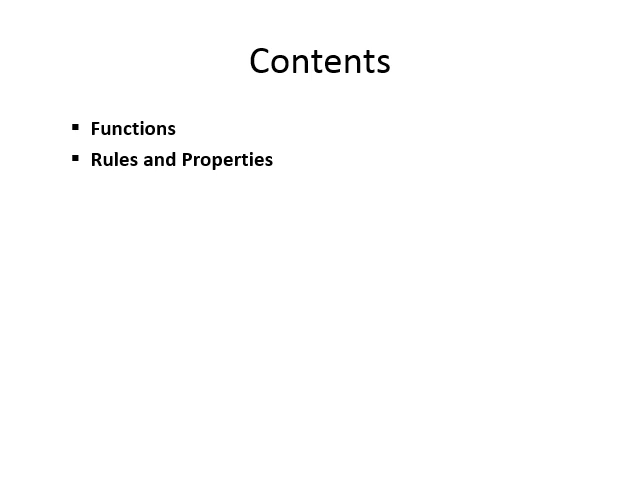 Contents
▪ Functions
▪ Rules and Properties